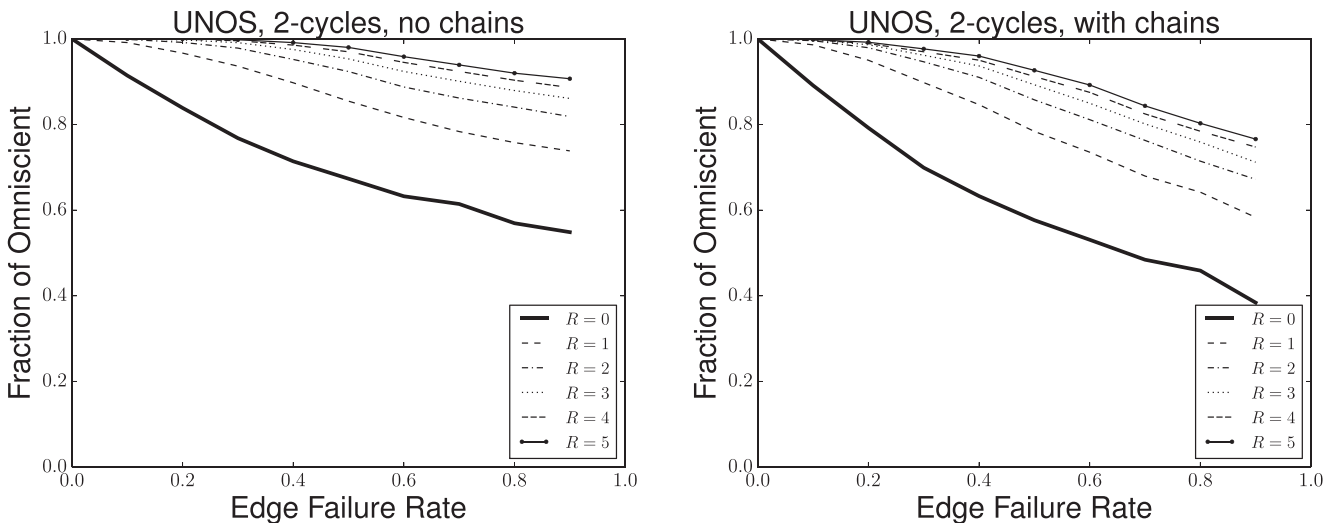 UNOS, 2-cycles, no chains
Fraction of Omniscient
1.0
0.8
0.6
0.4
0.2
0.0
R = 0
R = 1
R = 2
R = 3
R = 4
R = 5
0.0 0.2 0.4 0.6 0.8 1.0
Edge Failure Rate
UNOS, 2-cycles, with chains
Fraction of Omniscient
1.0
0.8
0.6
0.4
0.2
0.0
R = 0
R = 1
R = 2
R = 3
R = 4
R = 5
0.0 0.2 0.4 0.6 0.8 1.0
Edge Failure Rate